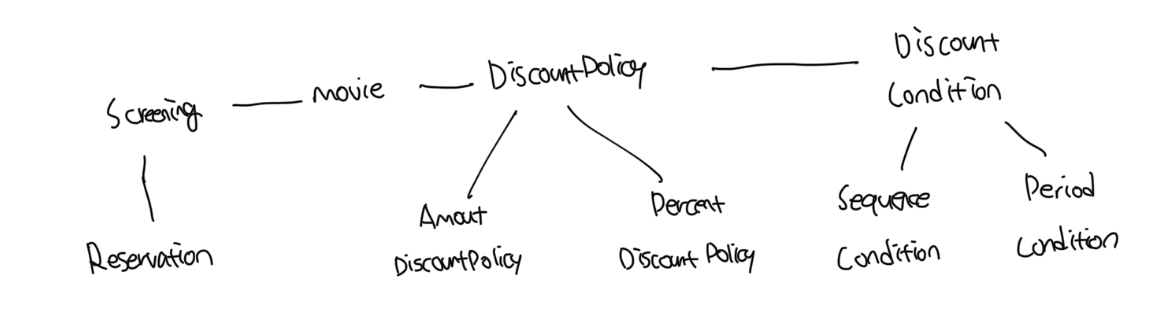 Discount
Condition
DiscountPolicy
movie
Screening
Reservation
Amout
DiscountPolicy
Percent
Discount Policy
Sequence
Condition
Period
Condition